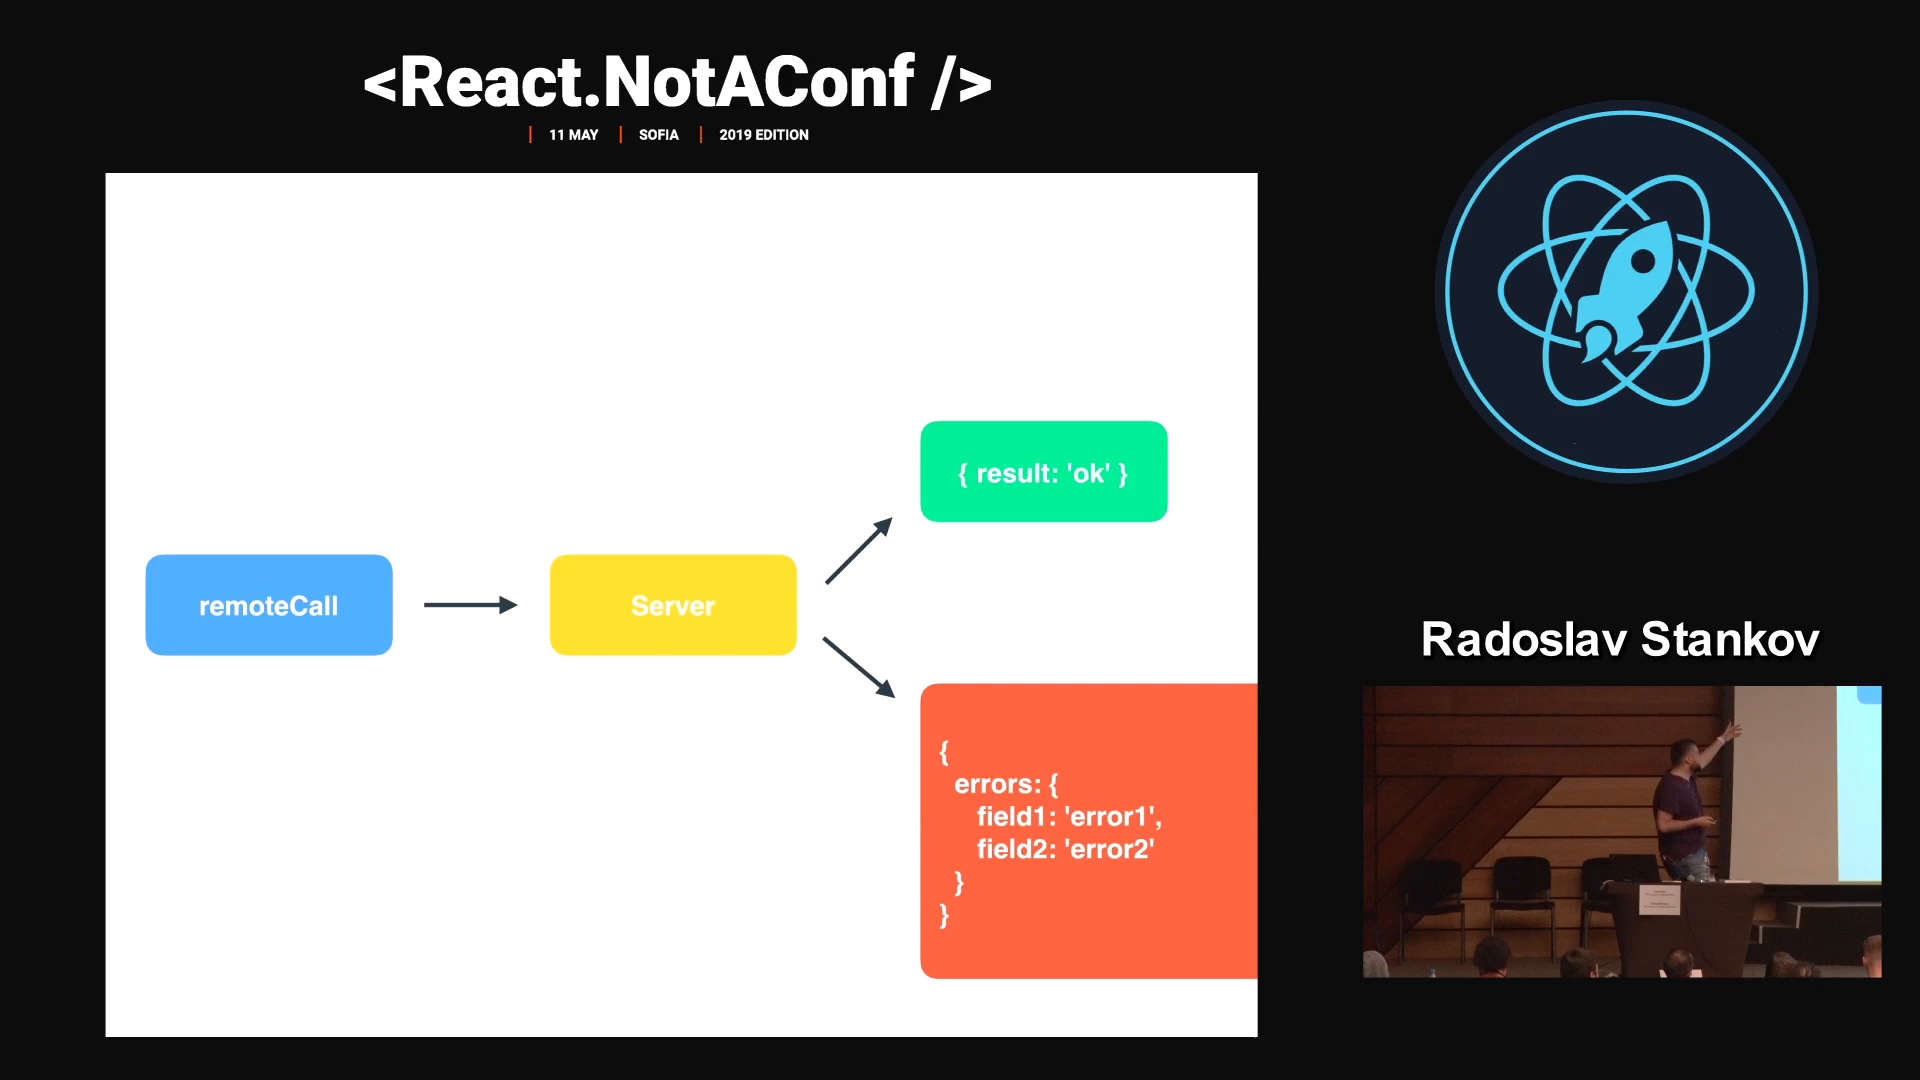 <React.NotAConf />
| 11 MAY | SOFIA | 2019 EDITION
{ result: 'ok' }
remoteCall
Server
{
errors: {
field1: 'error1',
field2: 'error2'
}
}
Radoslav Stankov